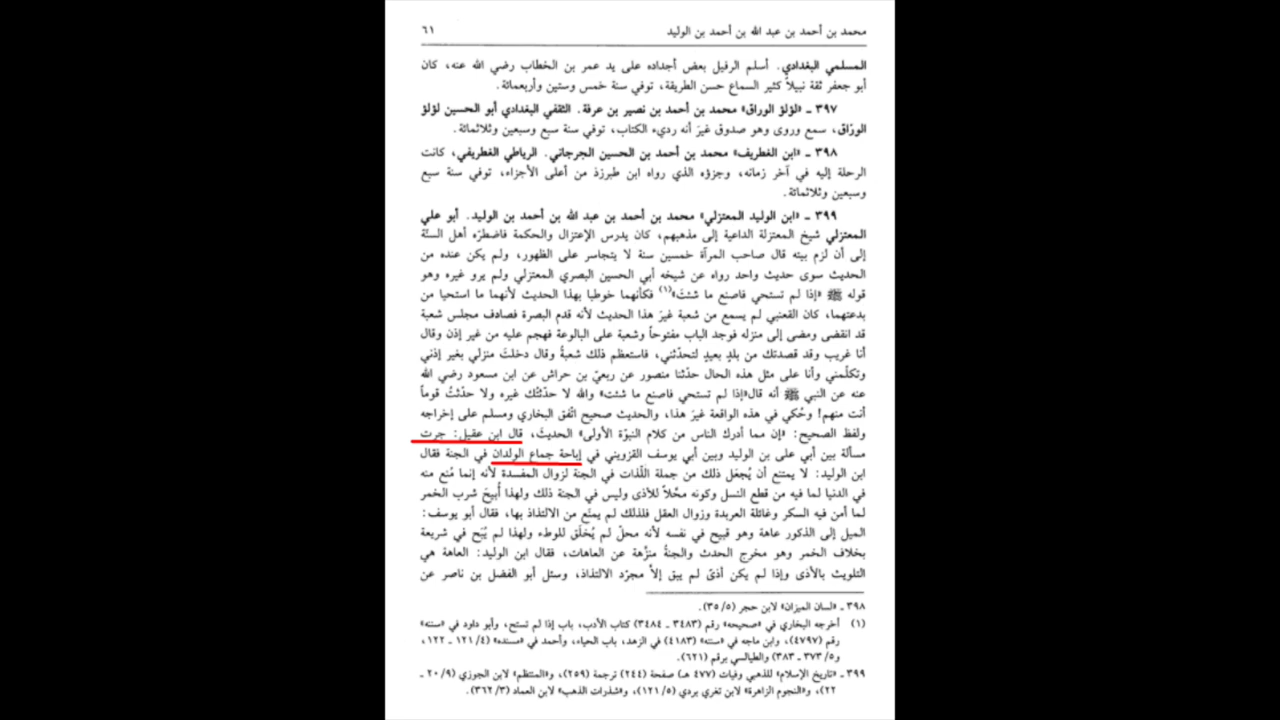 محمد بن أحمد بن عبد الله بن أحمد بن الوليد ٦١
المسلمي البغدادي. أسلم الرفيل بعض أجداده على يد عمر بن الخطاب رضي الله عنه، كان
أبو جعفر ثقة نبيلاً كثير السماع حسن الطريقة، توفي سنة خمس وستين وأربعمائة.
٣٩٧ ـ «لؤلؤ الوراق» محمد بن أحمد بن نصير بن عرفة. الثقفي البغدادي أبو الحسين لؤلؤ
الورّاق، سمع وروى وهو صدوق غيرَ أنه رديء الكتاب، توفي سنة سبع وسبعين وثلاثمائة.
٣٩٨ ـ «ابن الغطريف» محمد بن أحمد بن الحسين الجرجاني. الرباطي الغطريفي، كانت
الرحلة إليه في آخر زمانه، وجزؤه الذي رواه ابن طبرزذ من أعلى الأجزاء، توفي سنة سبع
وسبعين وثلاثمائة.
٣٩٩ ـ «ابن الوليد المعتزلي» محمد بن أحمد بن عبد الله بن أحمد بن الوليد. أبو علي
المعتزلي شيخ المعتزلة الداعية إلى مذهبهم، كان يدرس الإعتزال والحكمة فاضطرّه أهل السنّة
إلى أن لزم بيته قال صاحب المرآة خمسين سنة لا يتجاسر على الظهور، ولم يكن عنده من
الحديث سوى حديث واحد رواه عن شيخه أبي الحسين البصري المعتزلي ولم يرو غيره وهو
قوله ﷺ «إذا لم تستحي فاصنع ما شئتَ»(١) فكأنهما خوطبا بهذا الحديث لأنهما ما استحيا من
بدعتهما، كان القعنبي لم يسمع من شعبة غيرَ هذا الحديث لأنه قدم البصرة فصادف مجلس شعبة
قد انقضى ومضى إلى منزله فوجد الباب مفتوحاً وشعبة على البالوعة فهجم عليه من غير إذن وقال
أنا غريب وقد قصدتك من بلدٍ بعيدٍ لتحدّثني، فاستعظم ذلك شعبةُ وقال دخلتَ منزلي بغير إذني
وتكلّمني وأنا على مثل هذه الحال حدّثنا منصور عن ربعيّ بن حراش عن ابن مسعود رضي الله
عنه عن النبي ﷺ أنه قال«إذا لم تستحي فاصنع ما شئت» والله لا حدّثتُك غيره ولا حدّثتُ قوماً
أنت منهم! وحُكي في هذه الواقعة غيرَ هذا، والحديث صحيح اتّفق البخاري ومسلم على إخراجه
ولفظ الصحيح: «إن مما أدرك الناس من كلام النبوّة الأولى» الحديثَ، قال ابن عقيل: جرت
مسألة بين أبي على بن الوليد وبين أبي يوسف القزويني في إباحة جماع الولدان في الجنة فقال
ابن الوليد: لا يمتنع أن يُجعَل ذلك من جملة اللّذات في الجنة لزوال المفسدة لأنه إنما مُنع منه
في الدنيا لما فيه من قطع النسل وكونه محّلاً للأذى وليس في الجنة ذلك ولهذا أُبيحَ شرب الخمر
لما أمن فيه السكر وغائلة العربدة وزوال العقل فلذلك لم يمنَع من الالتذاذ بها، فقال أبو يوسف:
الميل إلى الذكور عاهة وهو قبيح في نفسه لأنه محلّ لم يُخلَق للوطء ولهذا لم يُبَح في شريعة
بخلاف الخمر وهو مخرج الحدث والجنةُ منزّهة عن العاهات، فقال ابن الوليد: العاهة هي
التلويث بالأذى وإذا لم يكن أذىً لم يبق إلاّ مجرّد الالتذاذ، وسئل أبو الفضل بن ناصر عن
٣٩٨ ـ «لسان الميزان» لابن حجر (٣٥/٥).
(١) أخرجه البخاري في «صحيحه» رقم (٣٤٨٣ ـ ٣٤٨٤) كتاب الأدب، باب إذا لم تستح، وأبو داود في «سننه»
رقم (٤٧٩٧)، وابن ماجه في «سننه» (٤١٨٣) في الزهد، باب الحياء، وأحمد في «مسنده» (١٢١/٤ ـ ١٢٢،
و٣٧٣/٥ ـ ٣٨٣) والطيالسي برقم (٦٢١).
٣٩٩ ـ «تاريخ الإسلام» للذهبي وفيات (٤٧٧ هـ) صفحة (٢٤٤) ترجمة (٢٥٩)، و«المنتظم» لابن الجوزي (٢٠/٩ ـ
٢٢)، و«النجوم الزاهرة» لابن تغري بردي (١٢١/٥)، و«شذرات الذهب» لابن العماد (٣٦٢/٣).